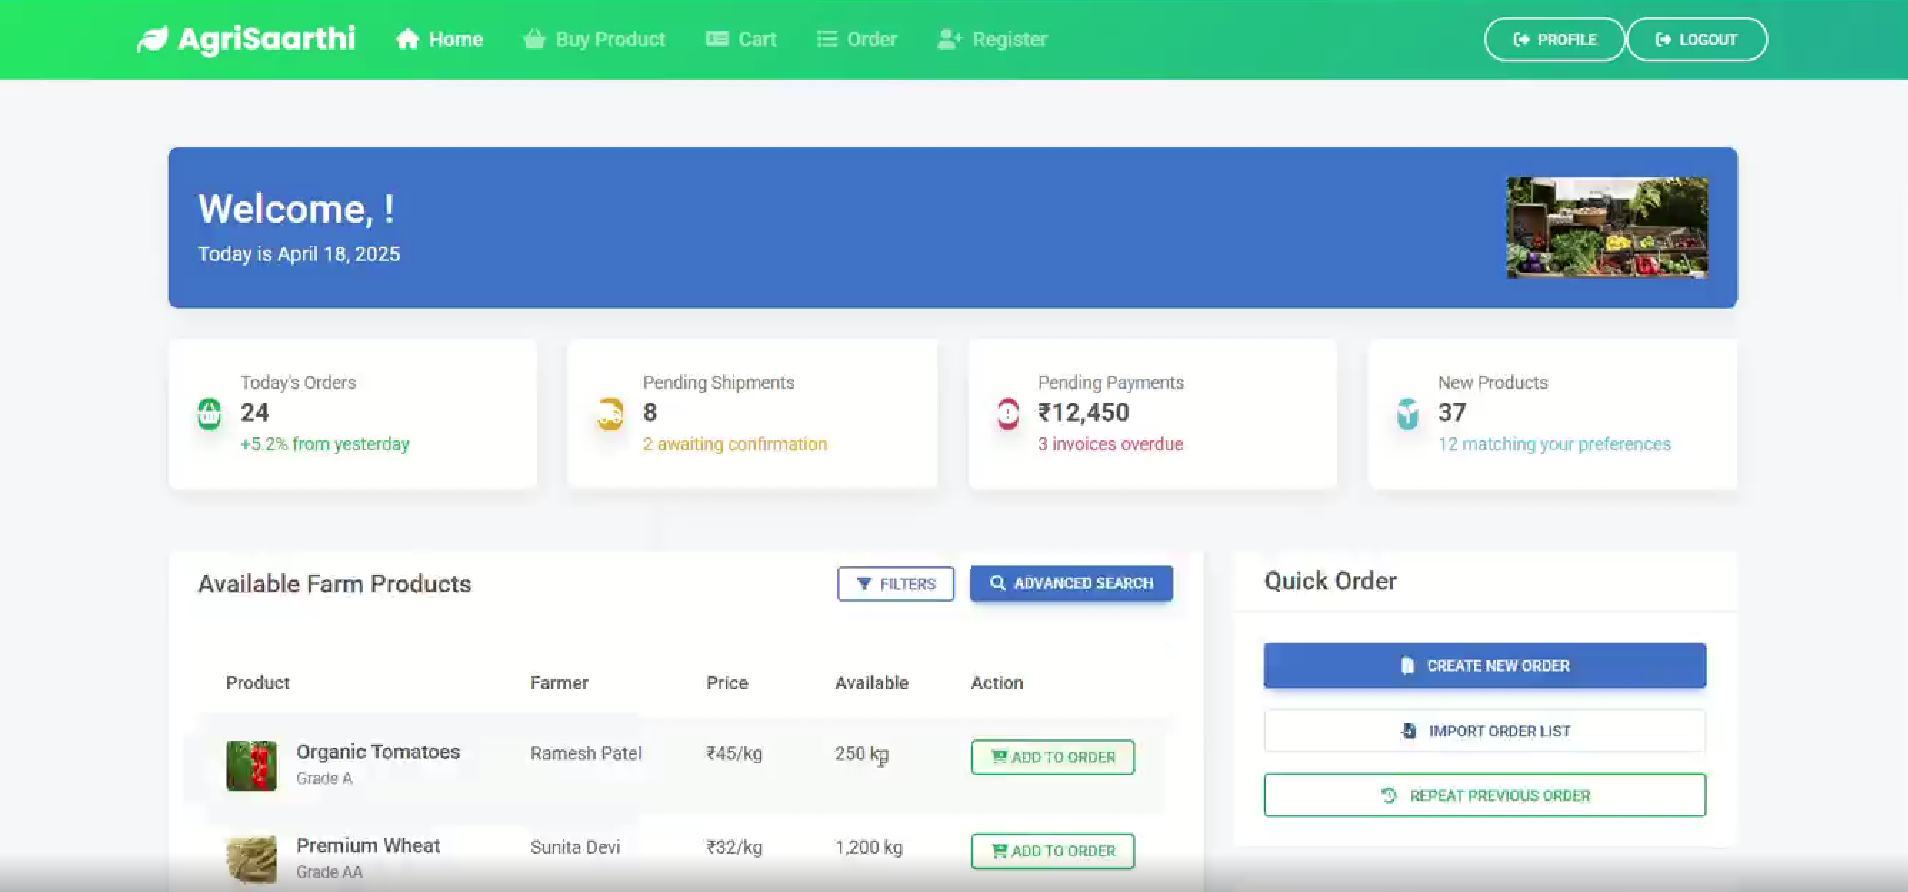 AgriSaarthi Home Buy Product Cart Order Register PROFILE LOGOUT
Welcome, !
Today is April 18, 2025
Today's Orders
24
+5.2% from yesterday
Pending Shipments
8
2 awaiting confirmation
Pending Payments
₹12,450
3 invoices overdue
New Products
37
12 matching your preferences
Available Farm Products FILTERS ADVANCED SEARCH
Product Farmer Price Available Action
Organic Tomatoes Ramesh Patel ₹45/kg 250 kg ADD TO ORDER
Grade A
Premium Wheat Sunita Devi ₹32/kg 1,200 kg ADD TO ORDER
Grade AA
Quick Order
CREATE NEW ORDER
IMPORT ORDER LIST
REPEAT PREVIOUS ORDER